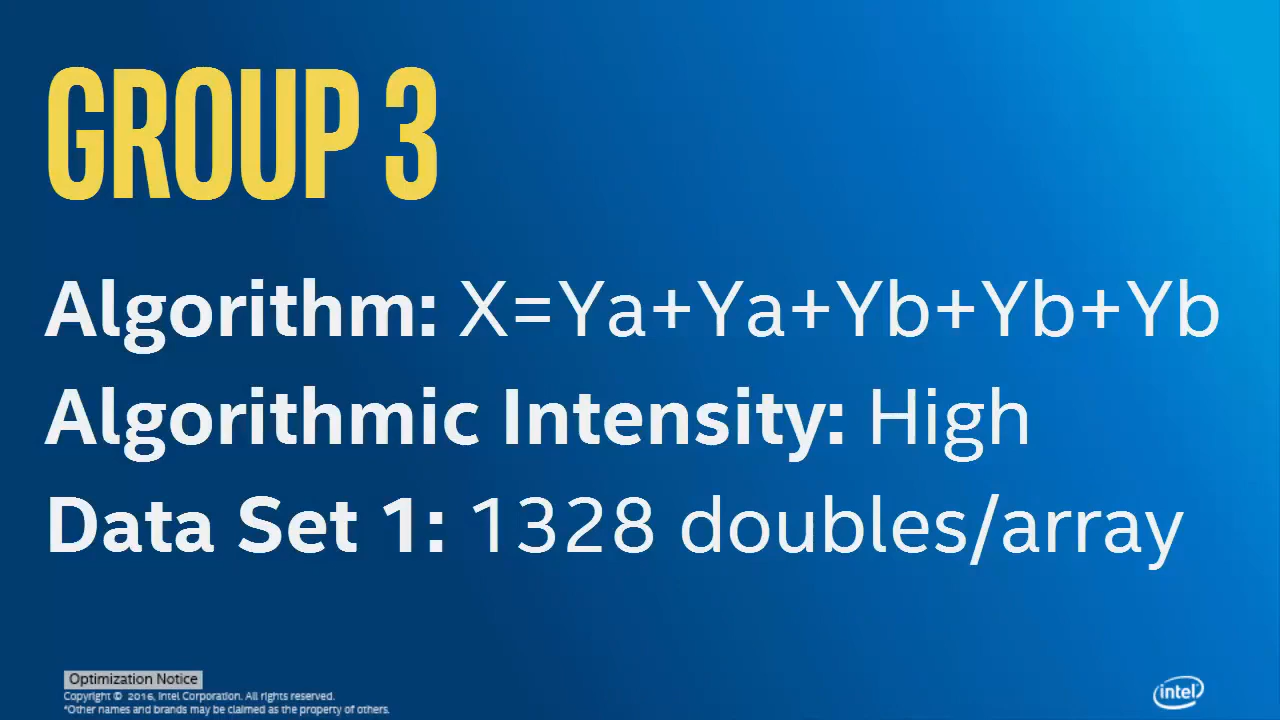 GROUP 3
Algorithm: X=Ya+Ya+Yb+Yb+Yb
Algorithmic Intensity: High
Data Set 1: 1328 doubles/array
Optimization Notice
Copyright © 2016, Intel Corporation. All rights reserved.
*Other names and brands may be claimed as the property of others.
intel